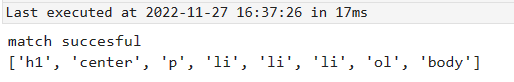 Last executed at 2022-11-27 16:37:26 in 17ms
match succesful
['h1', 'center', 'p', 'li', 'li', 'li', 'ol', 'body']